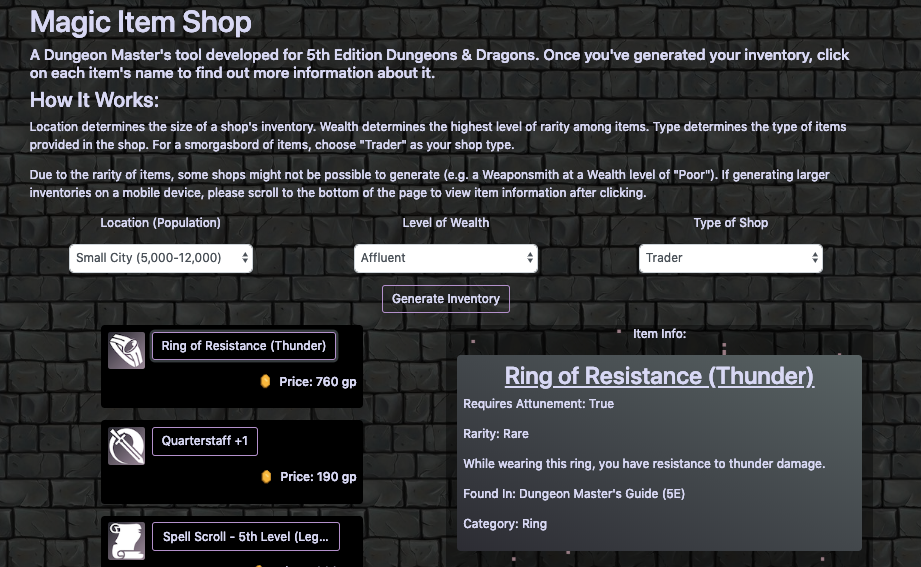 Magic Item Shop
A Dungeon Master's tool developed for 5th Edition Dungeons & Dragons. Once you've generated your inventory, click
on each item's name to find out more information about it.
How It Works:
Location determines the size of a shop's inventory. Wealth determines the highest level of rarity among items. Type determines the type of items
provided in the shop. For a smorgasbord of items, choose "Trader" as your shop type.
Due to the rarity of items, some shops might not be possible to generate (e.g. a Weaponsmith at a Wealth level of "Poor"). If generating larger
inventories on a mobile device, please scroll to the bottom of the page to view item information after clicking.
Location (Population)
Small City (5,000-12,000)
Level of Wealth
Affluent
Type of Shop
Trader
Generate Inventory
Ring of Resistance (Thunder)
Price: 760 gp
Quarterstaff +1
Price: 190 gp
Spell Scroll - 5th Level (Leg...
Item Info:
Ring of Resistance (Thunder)
Requires Attunement: True
Rarity: Rare
While wearing this ring, you have resistance to thunder damage.
Found In: Dungeon Master's Guide (5E)
Category: Ring